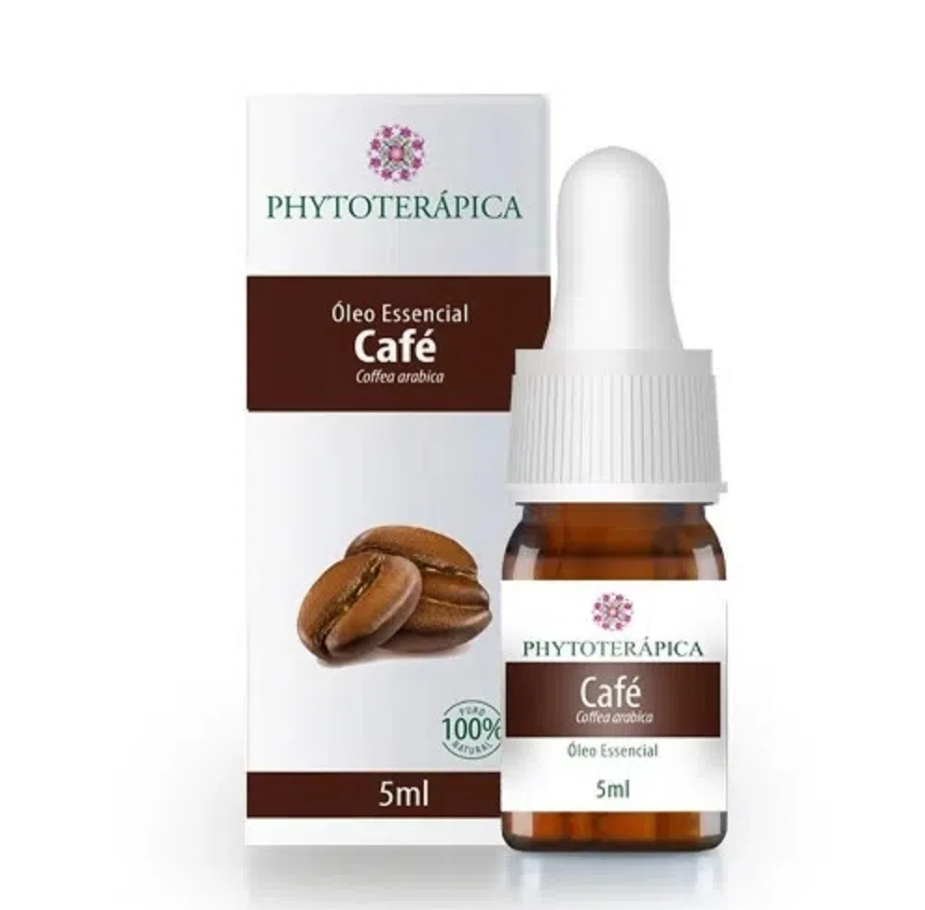 PHYTOTERÁPICA
Óleo Essencial
Café
Coffea arabica
PURO
100%
NATURAL
5ml
PHYTOTERÁPICA
Café
Coffea arabica
Óleo Essencial
5ml